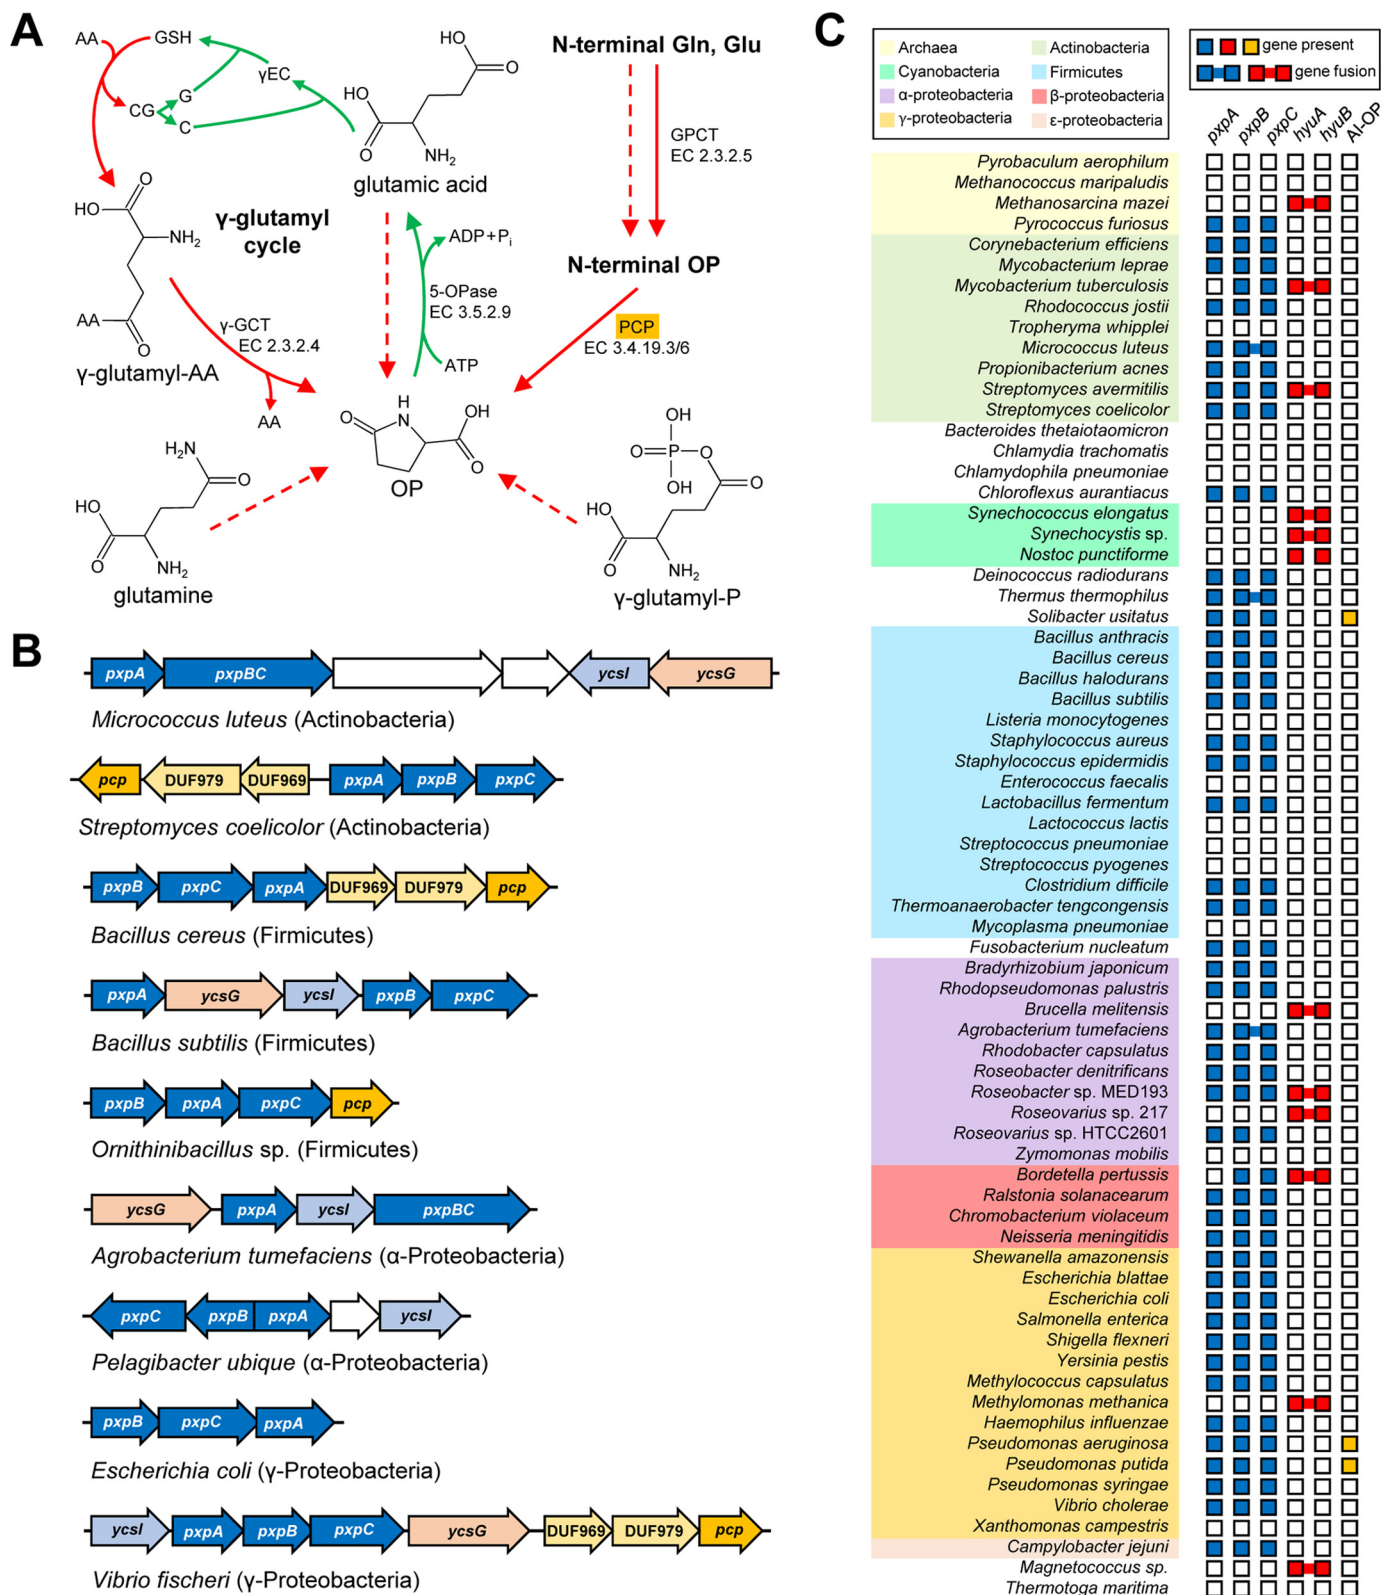 A
AA
GSH
γEC
G
CG
C
HO
O
HO
O
NH2
glutamic acid
N-terminal Gln, Glu
GPCT
EC 2.3.2.5
N-terminal OP
PCP
EC 3.4.19.3/6
O
HO
NH2
AA
O
γ-glutamyl-AA
γ-glutamyl
cycle
γ-GCT
EC 2.3.2.4
AA
ADP+Pi
5-OPase
EC 3.5.2.9
ATP
H
N
O
OH
O
OP
H2N
O
HO
O
NH2
glutamine
OH
O
P
O
OH
O
HO
O
NH2
γ-glutamyl-P
B
pxpA pxpBC ycsI ycsG
Micrococcus luteus (Actinobacteria)
pcp DUF979 DUF969 pxpA pxpB pxpC
Streptomyces coelicolor (Actinobacteria)
pxpB pxpC pxpA DUF969 DUF979 pcp
Bacillus cereus (Firmicutes)
pxpA ycsG ycsI pxpB pxpC
Bacillus subtilis (Firmicutes)
pxpB pxpA pxpC pcp
Ornithinibacillus sp. (Firmicutes)
ycsG pxpA ycsI pxpBC
Agrobacterium tumefaciens (α-Proteobacteria)
pxpC pxpB pxpA ycsI
Pelagibacter ubique (α-Proteobacteria)
pxpB pxpC pxpA
Escherichia coli (γ-Proteobacteria)
ycsI pxpA pxpB pxpC ycsG DUF969 DUF979 pcp
Vibrio fischeri (γ-Proteobacteria)
C
Archaea
Actinobacteria
Cyanobacteria
Firmicutes
α-proteobacteria
β-proteobacteria
γ-proteobacteria
ε-proteobacteria
gene present
gene fusion
pxpA pxpB pxpC hyuA hyuB AI-OP
Pyrobaculum aerophilum
Methanococcus maripaludis
Methanosarcina mazei
Pyrococcus furiosus
Corynebacterium efficiens
Mycobacterium leprae
Mycobacterium tuberculosis
Rhodococcus jostii
Tropheryma whipplei
Micrococcus luteus
Propionibacterium acnes
Streptomyces avermitilis
Streptomyces coelicolor
Bacteroides thetaiotaomicron
Chlamydia trachomatis
Chlamydophila pneumoniae
Chloroflexus aurantiacus
Synechococcus elongatus
Synechocystis sp.
Nostoc punctiforme
Deinococcus radiodurans
Thermus thermophilus
Solibacter usitatus
Bacillus anthracis
Bacillus cereus
Bacillus halodurans
Bacillus subtilis
Listeria monocytogenes
Staphylococcus aureus
Staphylococcus epidermidis
Enterococcus faecalis
Lactobacillus fermentum
Lactococcus lactis
Streptococcus pneumoniae
Streptococcus pyogenes
Clostridium difficile
Thermoanaerobacter tengcongensis
Mycoplasma pneumoniae
Fusobacterium nucleatum
Bradyrhizobium japonicum
Rhodopseudomonas palustris
Brucella melitensis
Agrobacterium tumefaciens
Rhodobacter capsulatus
Roseobacter denitrificans
Roseobacter sp. MED193
Roseovarius sp. 217
Roseovarius sp. HTCC2601
Zymomonas mobilis
Bordetella pertussis
Ralstonia solanacearum
Chromobacterium violaceum
Neisseria meningitidis
Shewanella amazonensis
Escherichia blattae
Escherichia coli
Salmonella enterica
Shigella flexneri
Yersinia pestis
Methylococcus capsulatus
Methylomonas methanica
Haemophilus influenzae
Pseudomonas aeruginosa
Pseudomonas putida
Pseudomonas syringae
Vibrio cholerae
Xanthomonas campestris
Campylobacter jejuni
Magnetococcus sp.
Thermotoga maritima